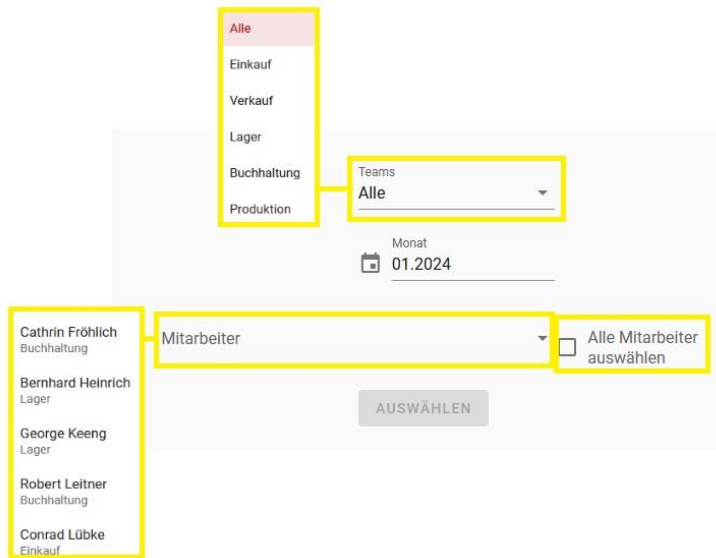 Alle
Einkauf
Verkauf
Lager
Buchhaltung
Produktion
Teams
Alle
Monat
01.2024
Cathrin Fröhlich
Buchhaltung
Bernhard Heinrich
Lager
George Keeng
Lager
Robert Leitner
Buchhaltung
Conrad Lübke
Einkauf
Mitarbeiter
Alle Mitarbeiter
auswählen
AUSWÄHLEN